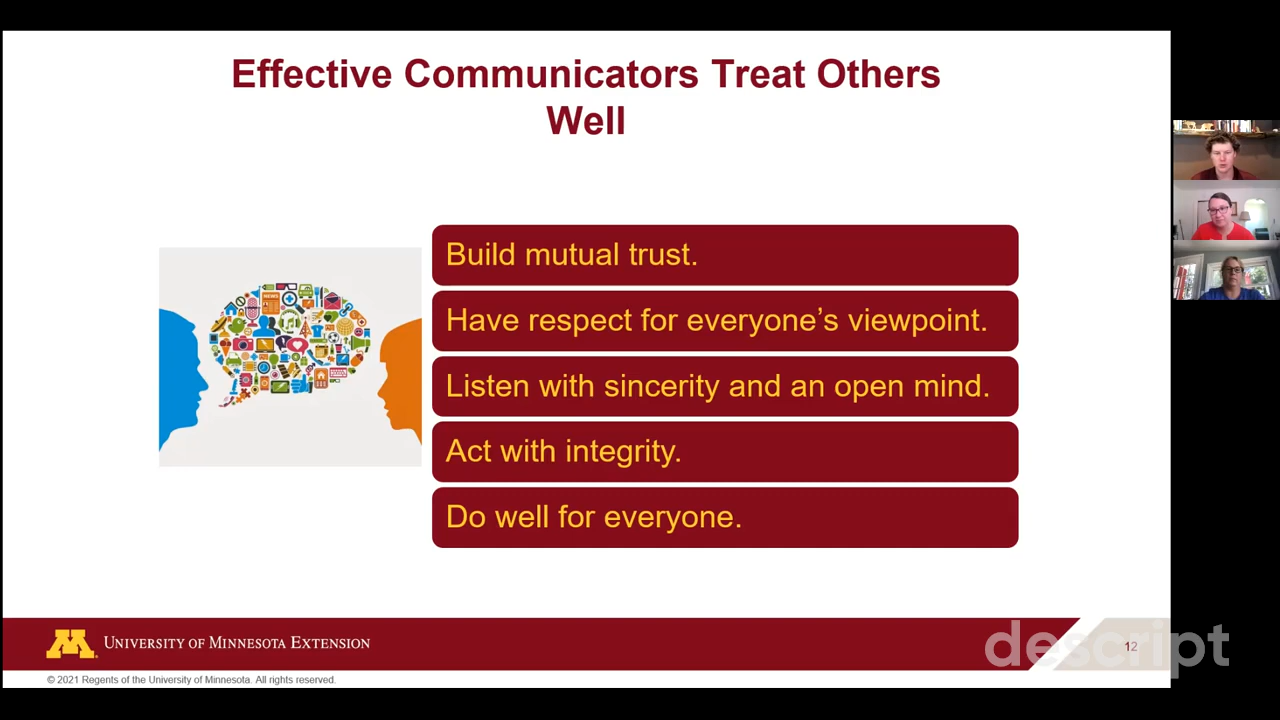 Effective Communicators Treat Others
Well
Build mutual trust.
Have respect for everyone’s viewpoint.
Listen with sincerity and an open mind.
Act with integrity.
Do well for everyone.
NEWS
M
UNIVERSITY OF MINNESOTA EXTENSION
descript
12
© 2021 Regents of the University of Minnesota. All rights reserved.